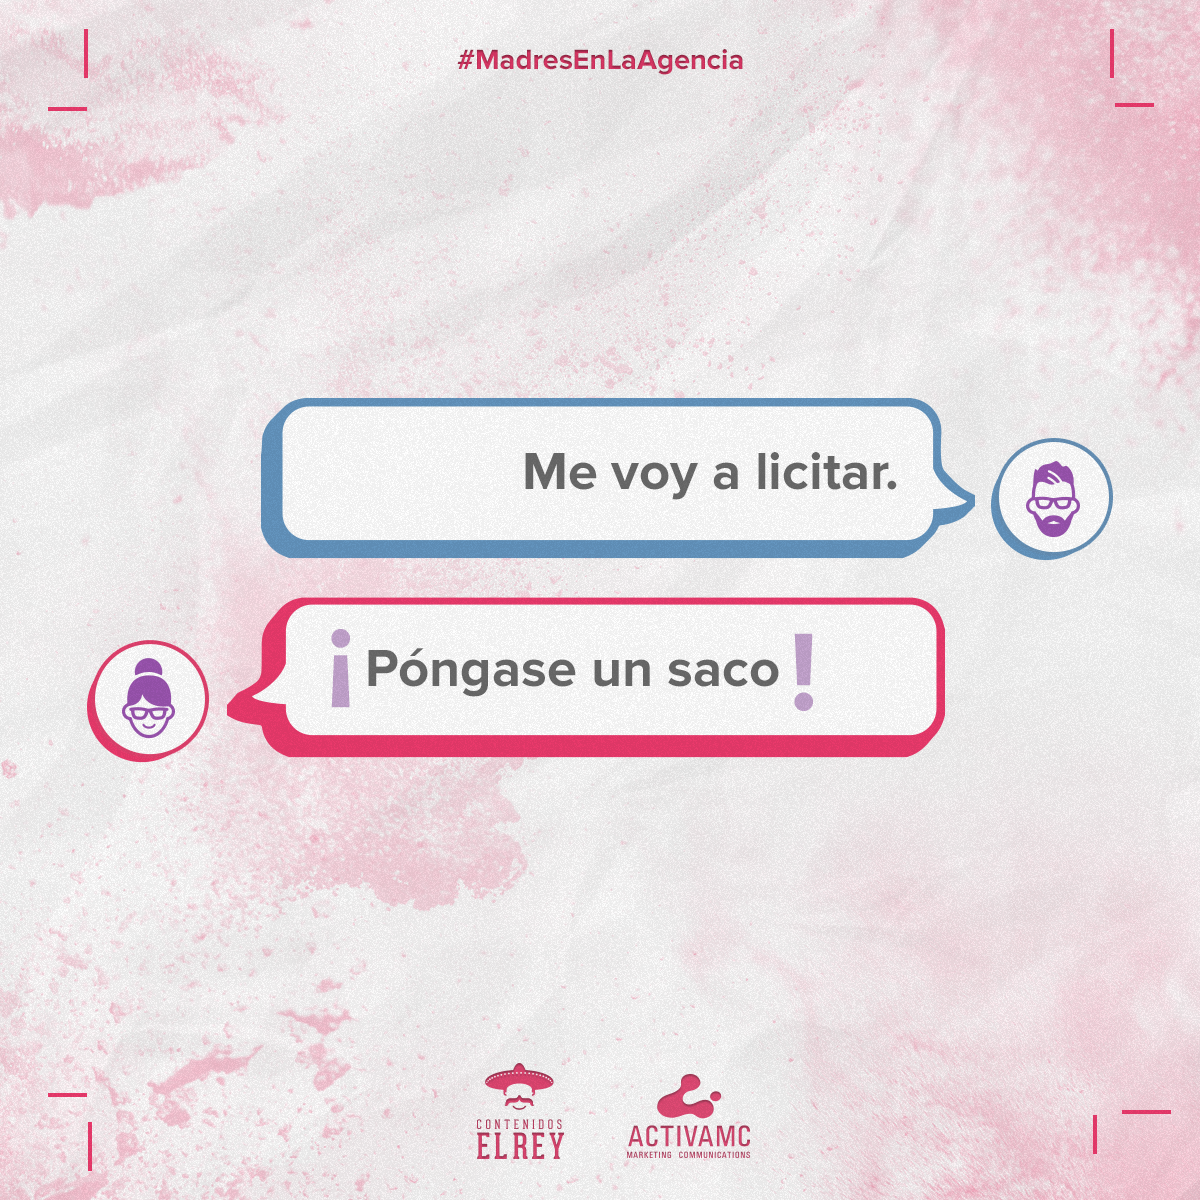 #MadresEnLaAgencia
Me voy a licitar.
¡Póngase un saco!
CONTENIDOS
EL REY
ACTIVAMC
MARKETING COMMUNICATIONS